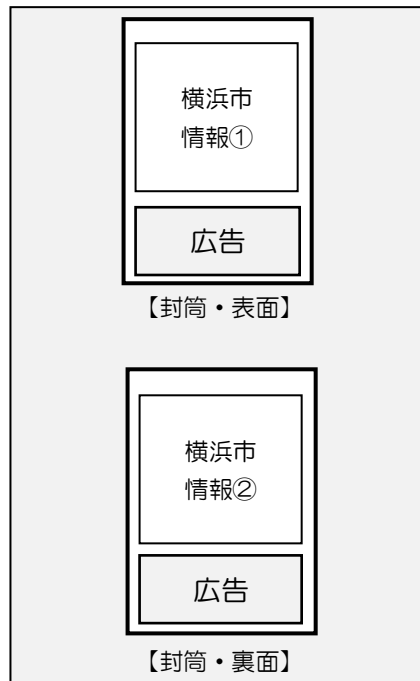 横浜市
情報①
広告
【封筒・表面】
横浜市
情報②
広告
【封筒・裏面】